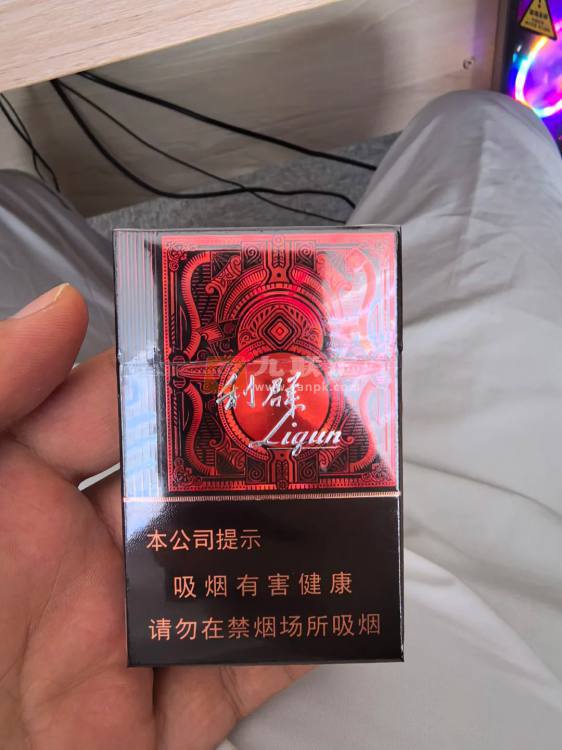 利群
Liqun
本公司提示
吸烟有害健康
请勿在禁烟场所吸烟